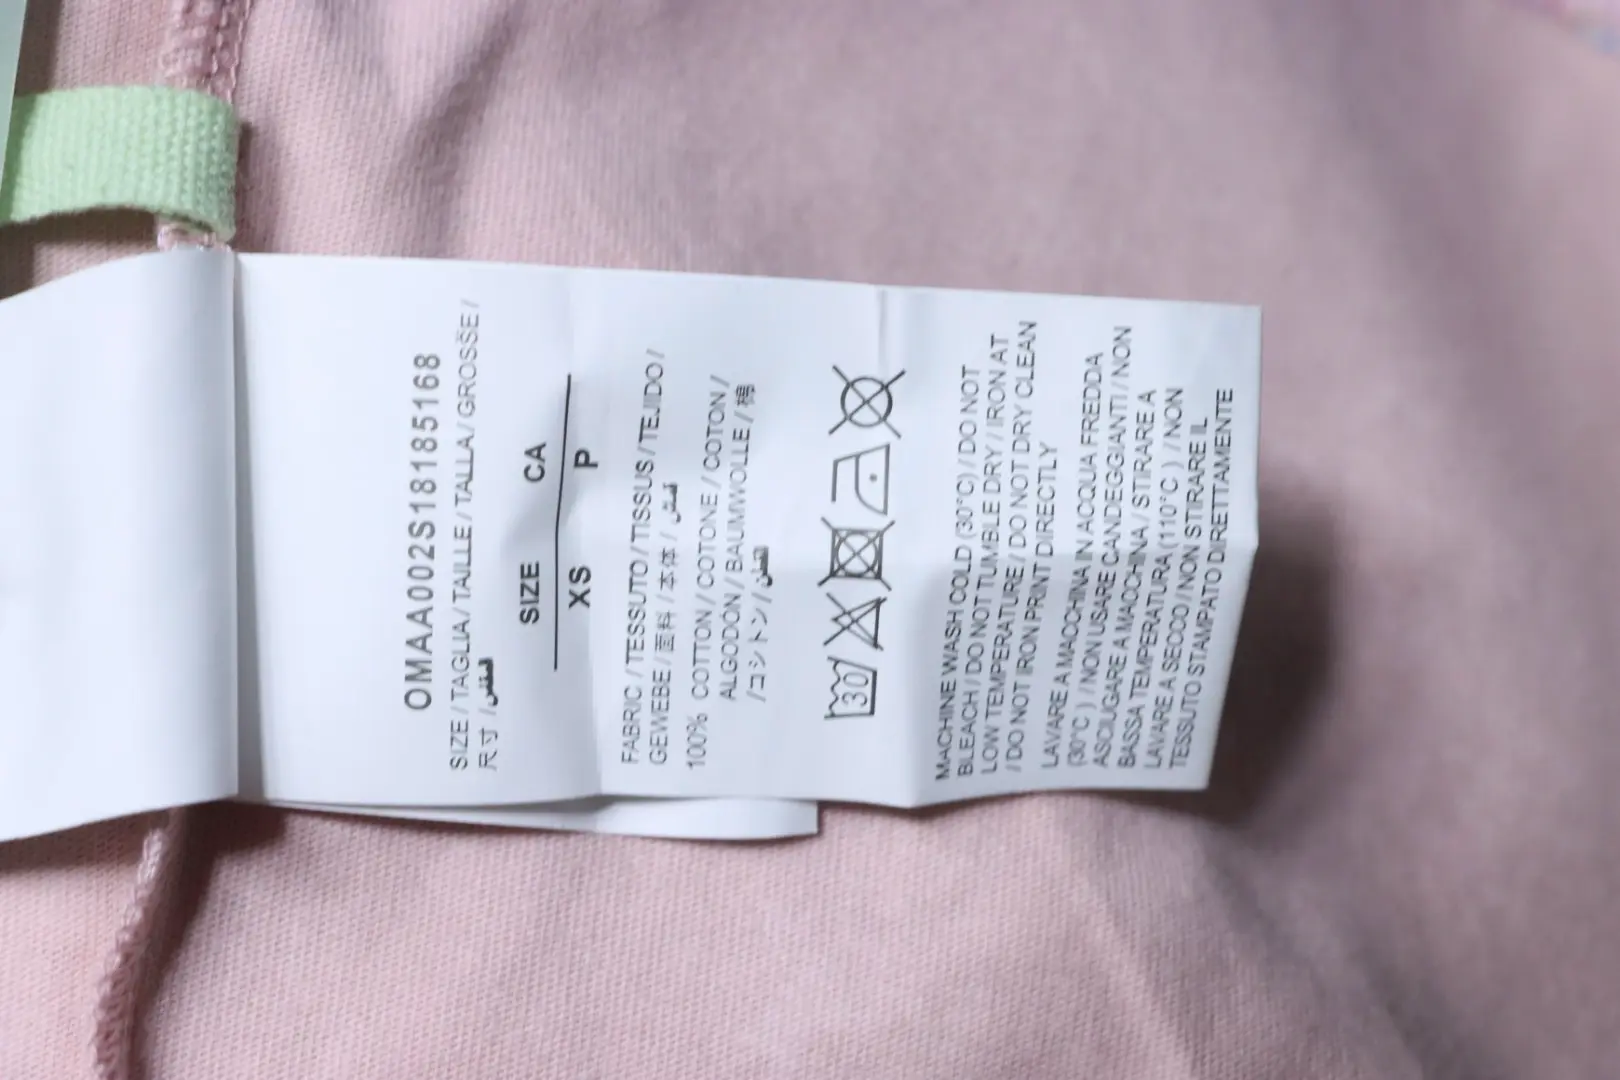 OMAA002S18185168
SIZE / TAGLIA / TAILLE / TALLA / GROSSE /
尺寸 / المقاس
SIZE CA
XS P
FABRIC / TESSUTO / TISSUS / TEJIDO /
GEWEBE / 面料 / 本体 / قماش
100% COTTON / COTONE / COTON /
ALGODÓN / BAUMWOLLE / 棉
/ コットン / القطن
30
MACHINE WASH COLD (30°C) / DO NOT
BLEACH / DO NOT TUMBLE DRY / IRON AT
LOW TEMPERATURE / DO NOT DRY CLEAN
/ DO NOT IRON PRINT DIRECTLY
LAVARE A MACCHINA IN ACQUA FREDDA
(30°C ) / NON USARE CANDEGGIANTI / NON
ASCIUGARE A MACCHINA / STIRARE A
BASSA TEMPERATURA (110°C ) / NON
LAVARE A SECCO / NON STIRARE IL
TESSUTO STAMPATO DIRETTAMENTE